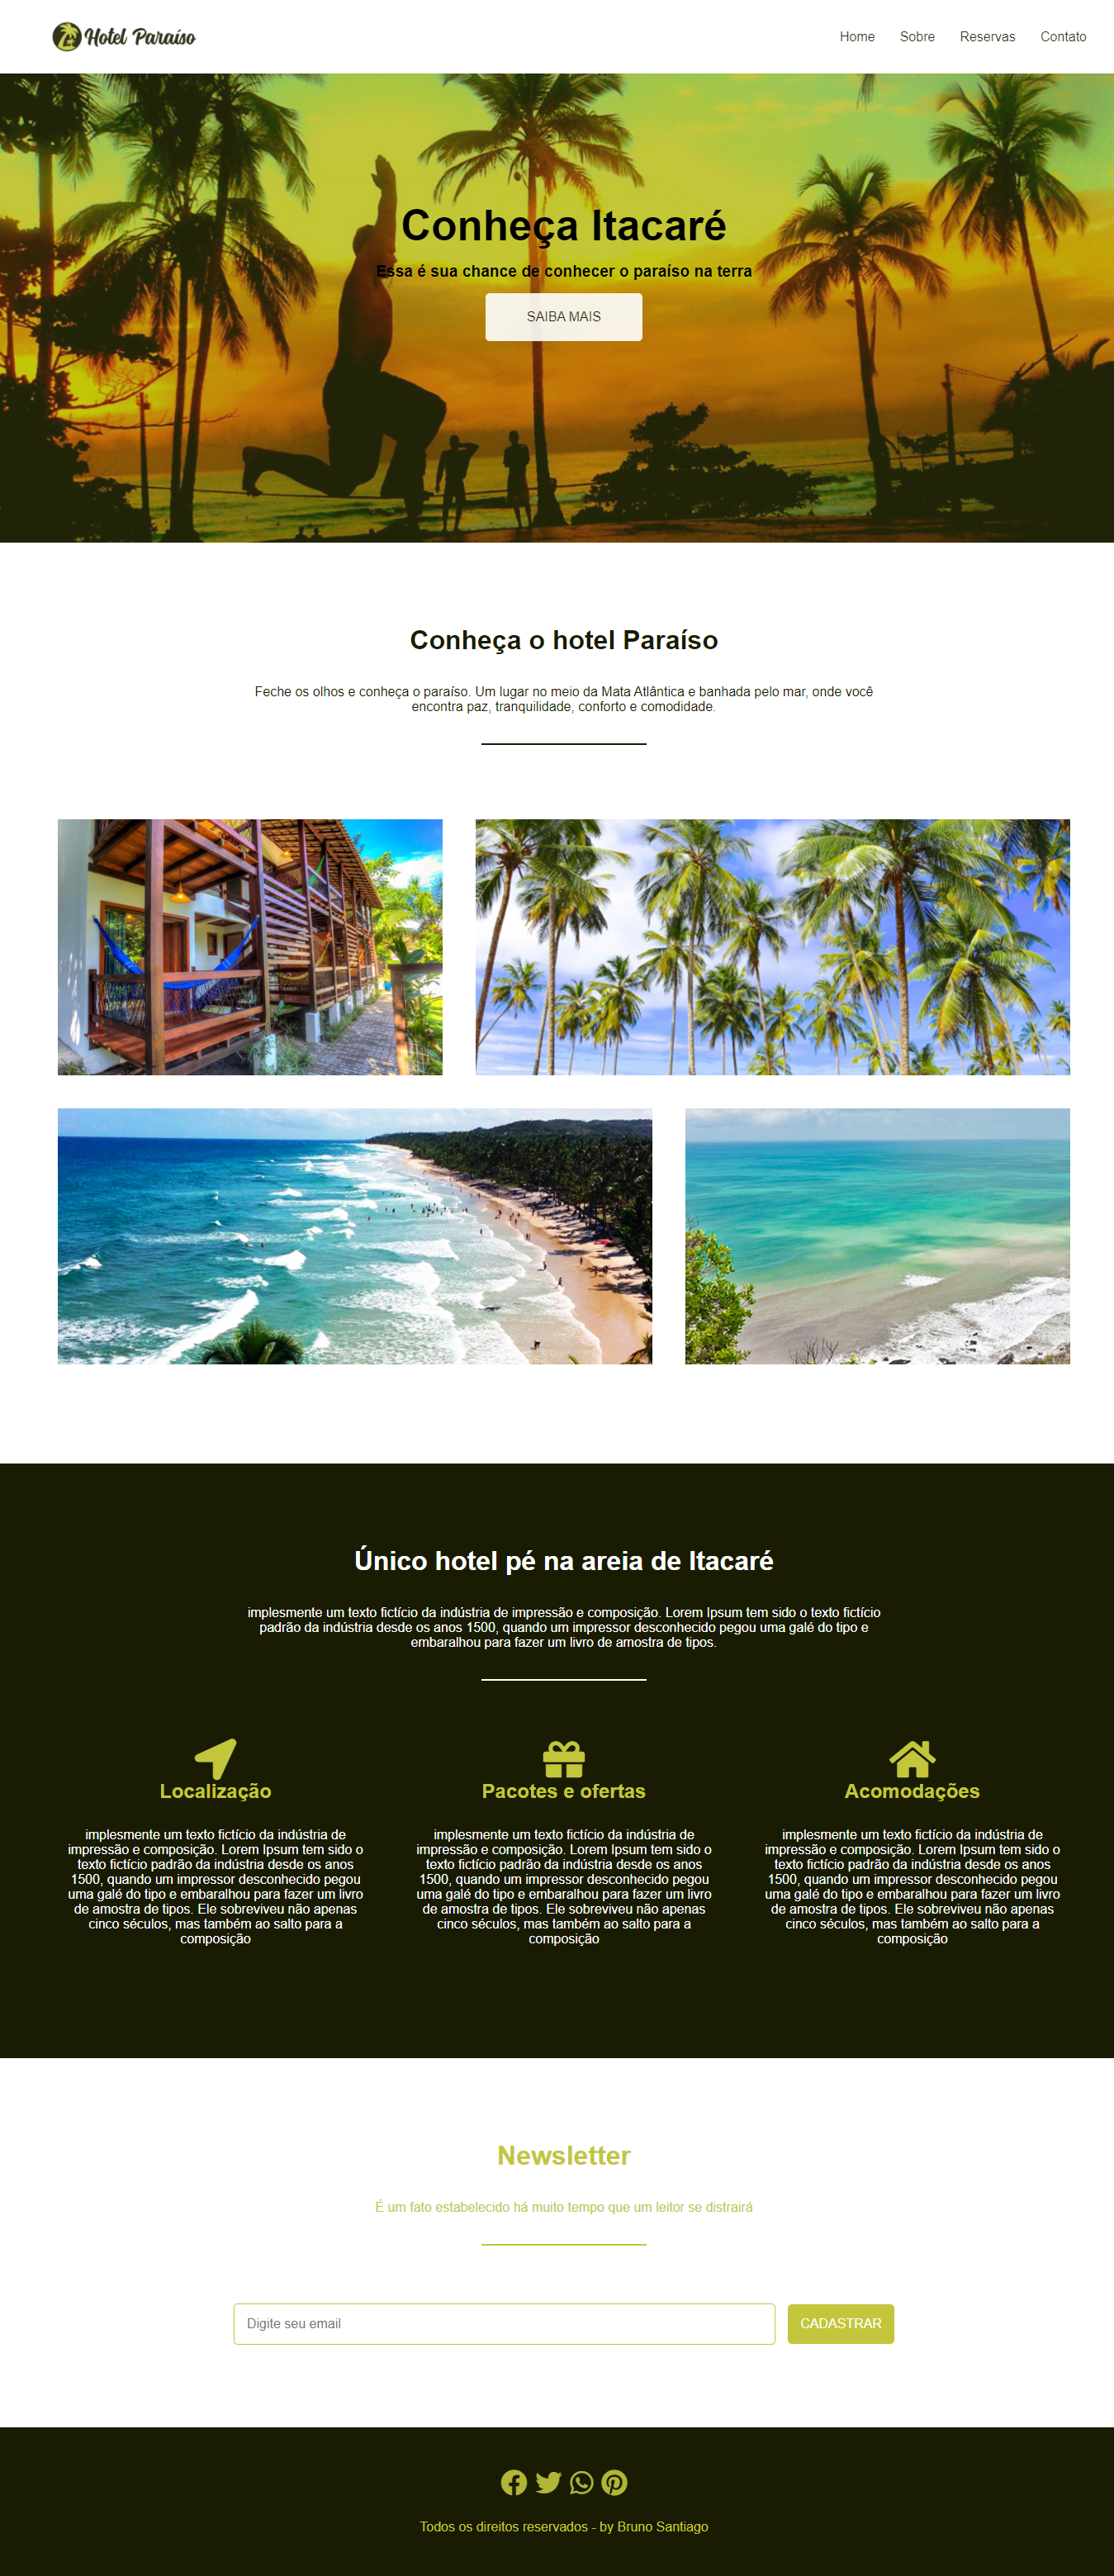 Hotel Paraíso
Home Sobre Reservas Contato
Conheça Itacaré
Essa é sua chance de conhecer o paraíso na terra
SAIBA MAIS
Conheça o hotel Paraíso
Feche os olhos e conheça o paraíso. Um lugar no meio da Mata Atlântica e banhada pelo mar, onde você
encontra paz, tranquilidade, conforto e comodidade.
Único hotel pé na areia de Itacaré
implesmente um texto fictício da indústria de impressão e composição. Lorem Ipsum tem sido o texto fictício
padrão da indústria desde os anos 1500, quando um impressor desconhecido pegou uma galé do tipo e
embaralhou para fazer um livro de amostra de tipos.
Localização
implesmente um texto fictício da indústria de
impressão e composição. Lorem Ipsum tem sido o
texto fictício padrão da indústria desde os anos
1500, quando um impressor desconhecido pegou
uma galé do tipo e embaralhou para fazer um livro
de amostra de tipos. Ele sobreviveu não apenas
cinco séculos, mas também ao salto para a
composição
Pacotes e ofertas
implesmente um texto fictício da indústria de
impressão e composição. Lorem Ipsum tem sido o
texto fictício padrão da indústria desde os anos
1500, quando um impressor desconhecido pegou
uma galé do tipo e embaralhou para fazer um livro
de amostra de tipos. Ele sobreviveu não apenas
cinco séculos, mas também ao salto para a
composição
Acomodações
implesmente um texto fictício da indústria de
impressão e composição. Lorem Ipsum tem sido o
texto fictício padrão da indústria desde os anos
1500, quando um impressor desconhecido pegou
uma galé do tipo e embaralhou para fazer um livro
de amostra de tipos. Ele sobreviveu não apenas
cinco séculos, mas também ao salto para a
composição
Newsletter
É um fato estabelecido há muito tempo que um leitor se distrairá
Digite seu email
CADASTRAR
Todos os direitos reservados - by Bruno Santiago